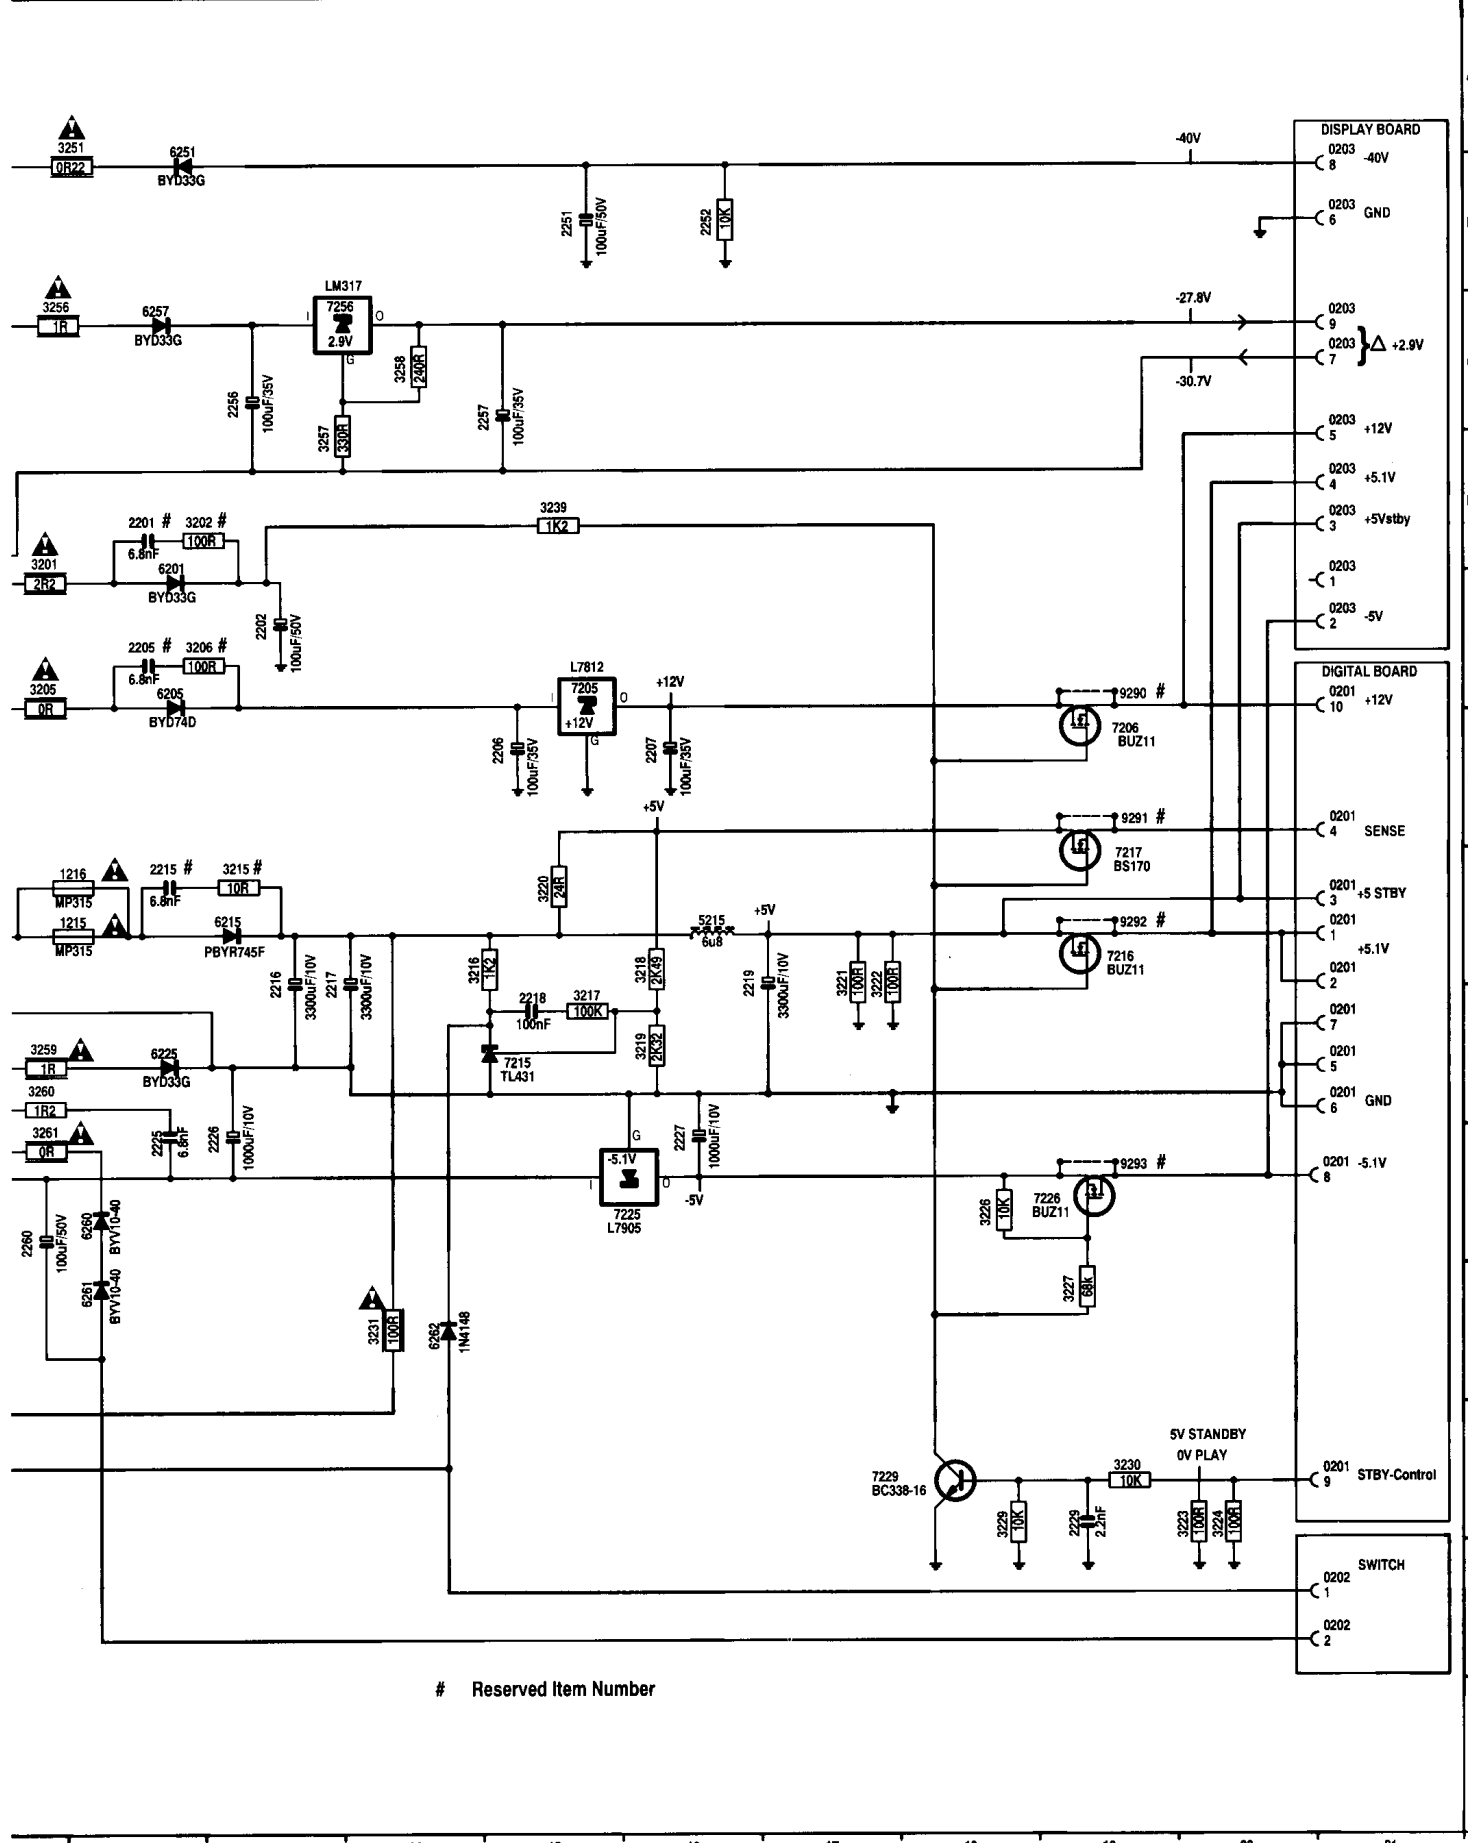 DISPLAY BOARD
3251
0R22
6251
BYD33G
-40V
0203
8
-40V
2251
100uF/50V
2252
10K
0203
6
GND
3256
1R
6257
BYD33G
LM317
7256
2.9V
I
O
G
3258
240R
2256
100uF/35V
3257
330R
2257
100uF/35V
-27.8V
0203
9
0203
7
Δ +2.9V
-30.7V
0203
5
+12V
0203
4
+5.1V
0203
3
+5Vstby
0203
1
0203
2
-5V
2201 #
3202 #
6.8nF
100R
3201
2R2
6201
BYD33G
3239
1K2
2202
100uF/50V
2205 #
3206 #
6.8nF
100R
3205
0R
6205
BYD74D
L7812
7205
+12V
I
O
G
+12V
2206
100uF/35V
2207
100uF/35V
9290 #
7206
BUZ11
DIGITAL BOARD
0201
10
+12V
+5V
9291 #
7217
BS170
0201
4
SENSE
1216
MP315
1215
MP315
2215 #
6.8nF
3215 #
10R
6215
PBYR745F
3220
24R
5215
6u8
+5V
9292 #
7216
BUZ11
0201
3
+5 STBY
0201
1
+5.1V
0201
2
2216
3300uF/10V
2217
3300uF/10V
3216
1K2
2218
100nF
3217
100K
3218
2K49
3219
2K32
2219
3300uF/10V
3221
100R
3222
100R
7215
TL431
0201
7
0201
5
0201
6
GND
3259
1R
6225
BYD33G
3260
1R2
3261
0R
2225
6.8nF
2226
1000uF/10V
G
-5.1V
I
O
7225
L7905
2227
1000uF/10V
-5V
9293 #
7226
BUZ11
3226
10K
3227
68k
0201
8
-5.1V
2260
100uF/50V
6260
BYV10-40
6261
BYV10-40
3231
100R
6262
1N4148
5V STANDBY
0V PLAY
7229
BC338-16
3230
10K
3229
10K
2229
2.2nF
3223
100R
3224
100R
0201
9
STBY-Control
SWITCH
0202
1
0202
2
# Reserved Item Number